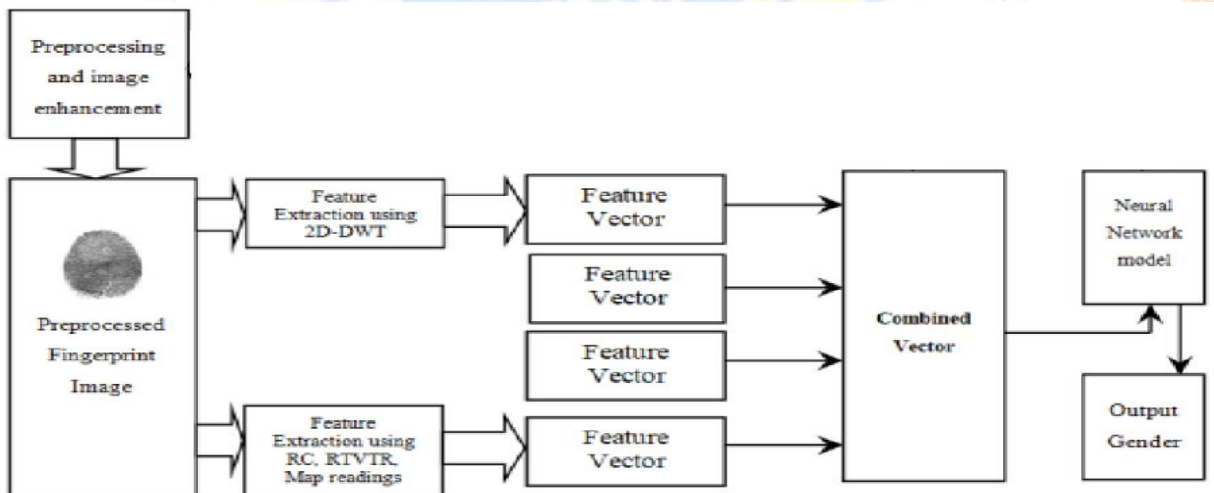 Preprocessing
and image
enhancement
Preprocessed
Fingerprint
Image
Feature
Extraction using
2D-DWT
Feature
Extraction using
RC, RTVTR,
Map readings
Feature
Vector
Feature
Vector
Feature
Vector
Feature
Vector
Combined
Vector
Neural
Network
model
Output
Gender